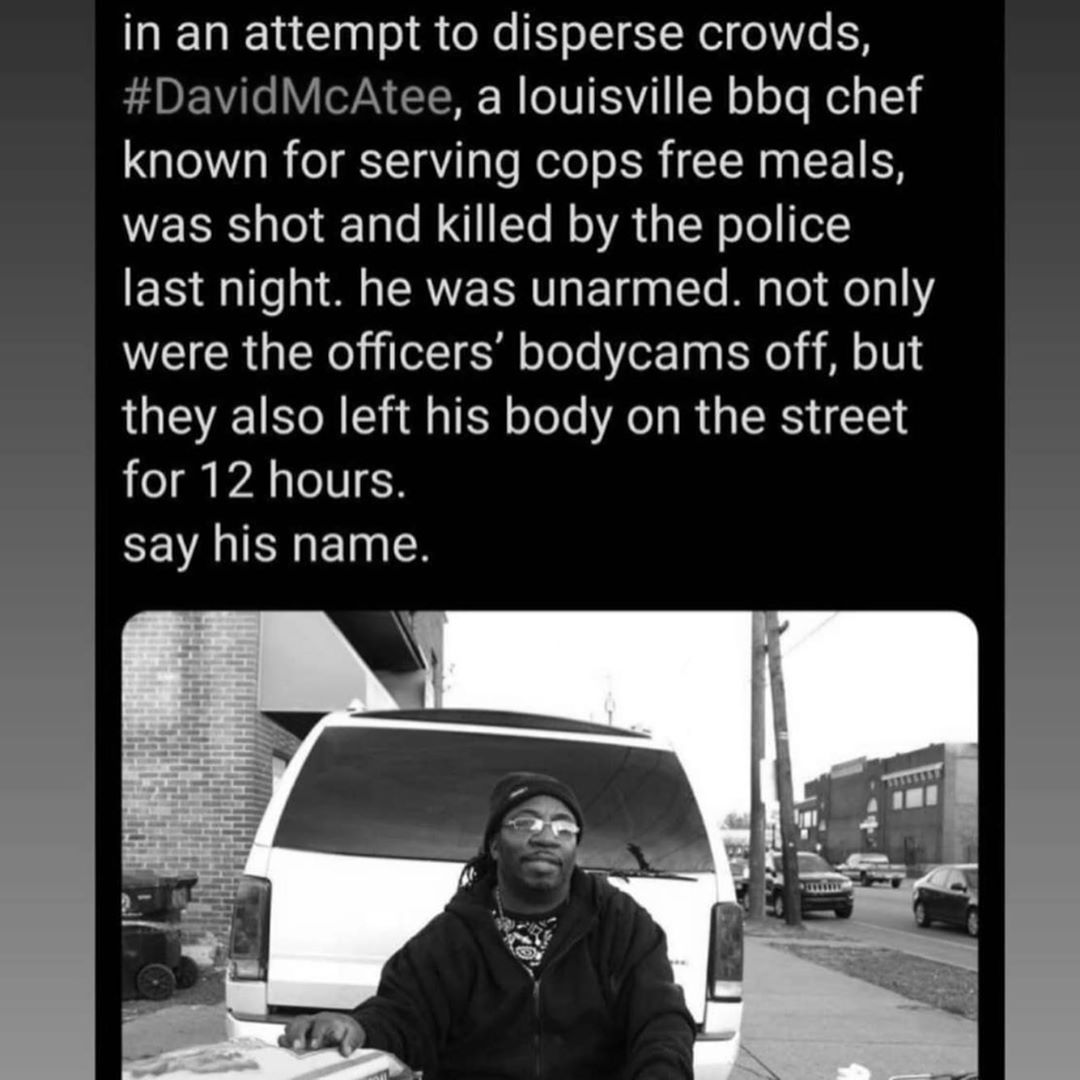 in an attempt to disperse crowds,
#DavidMcAtee, a louisville bbq chef
known for serving cops free meals,
was shot and killed by the police
last night. he was unarmed. not only
were the officers’ bodycams off, but
they also left his body on the street
for 12 hours.
say his name.